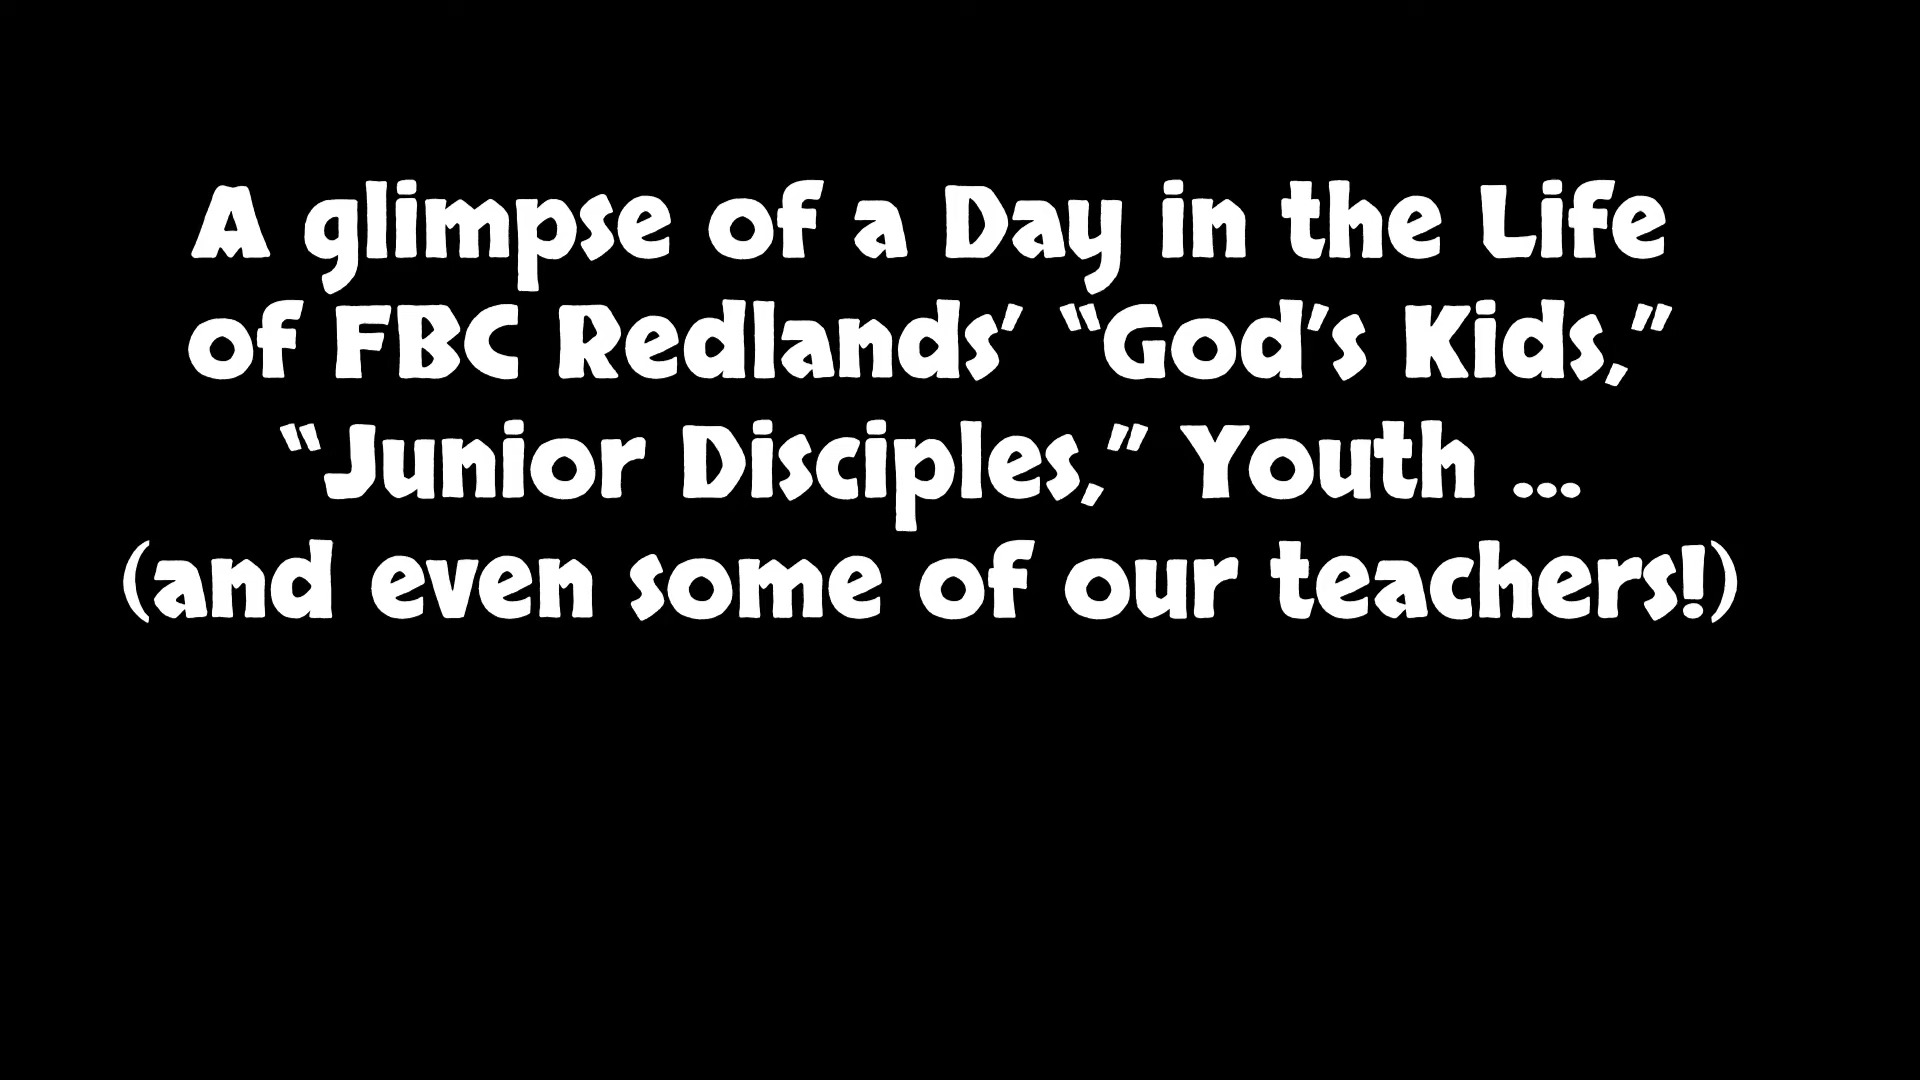 A glimpse of a Day in the Life
of FBC Redlands’ “God’s Kids,”
“Junior Disciples,” Youth ...
(and even some of our teachers!)